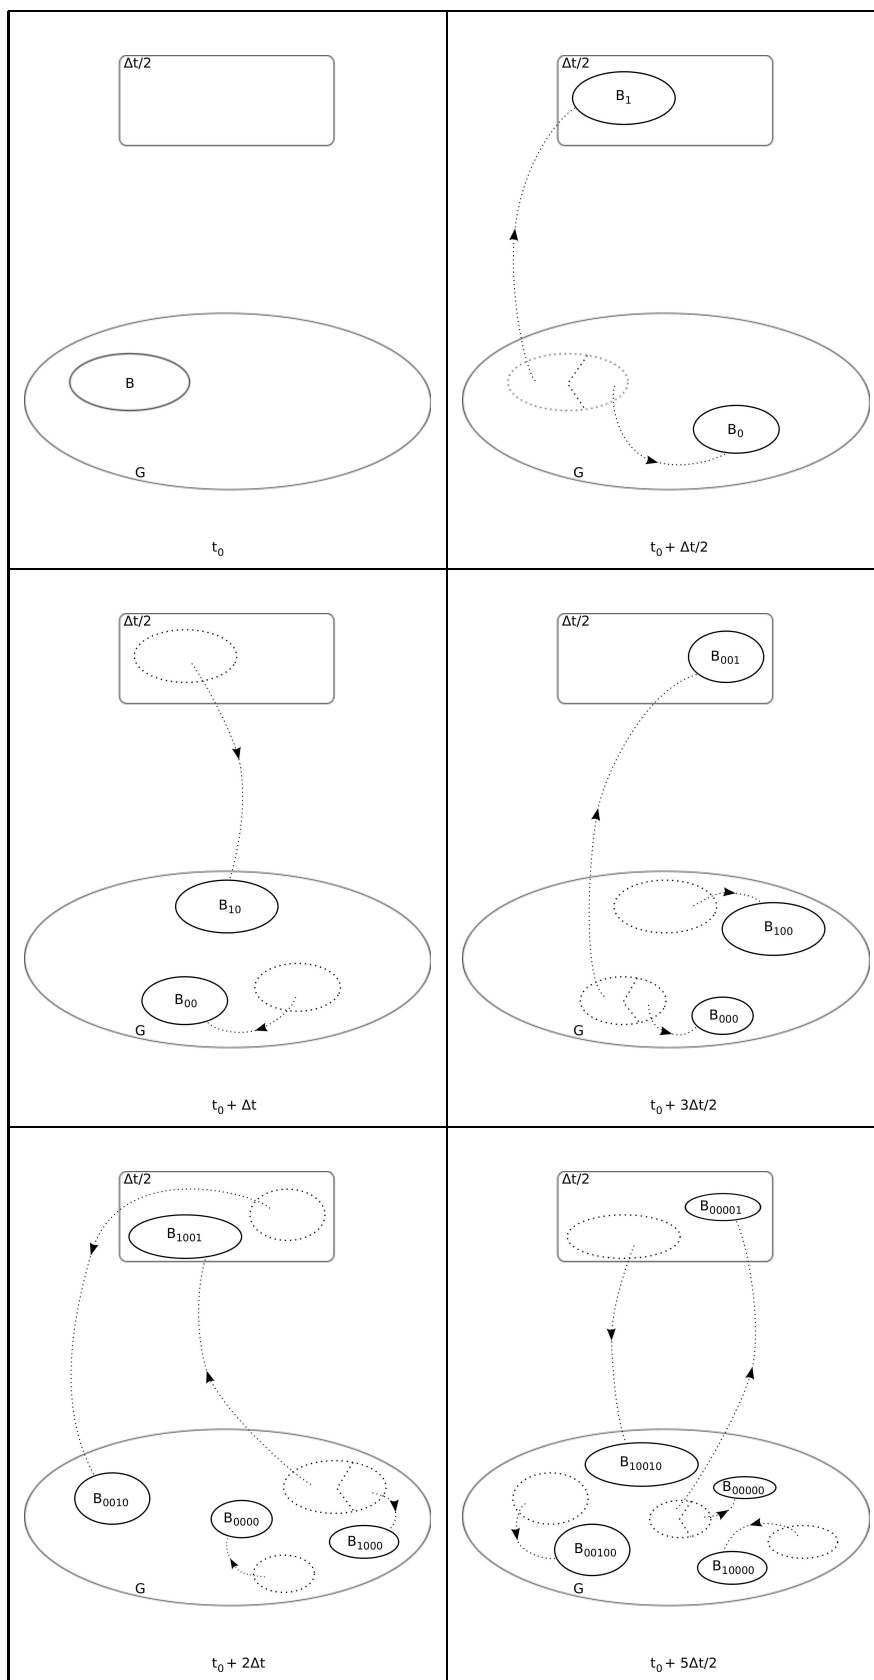 Δt/2
B
G
t₀
Δt/2
B₁
B₀
G
t₀ + Δt/2
Δt/2
B₁₀
B₀₀
G
t₀ + Δt
Δt/2
B₀₀₁
B₁₀₀
B₀₀₀
G
t₀ + 3Δt/2
Δt/2
B₁₀₀₁
B₀₀₁₀
B₀₀₀₀
B₁₀₀₀
G
t₀ + 2Δt
Δt/2
B₀₀₀₀₁
B₁₀₀₁₀
B₀₀₀₀₀
B₀₀₁₀₀
B₁₀₀₀₀
G
t₀ + 5Δt/2